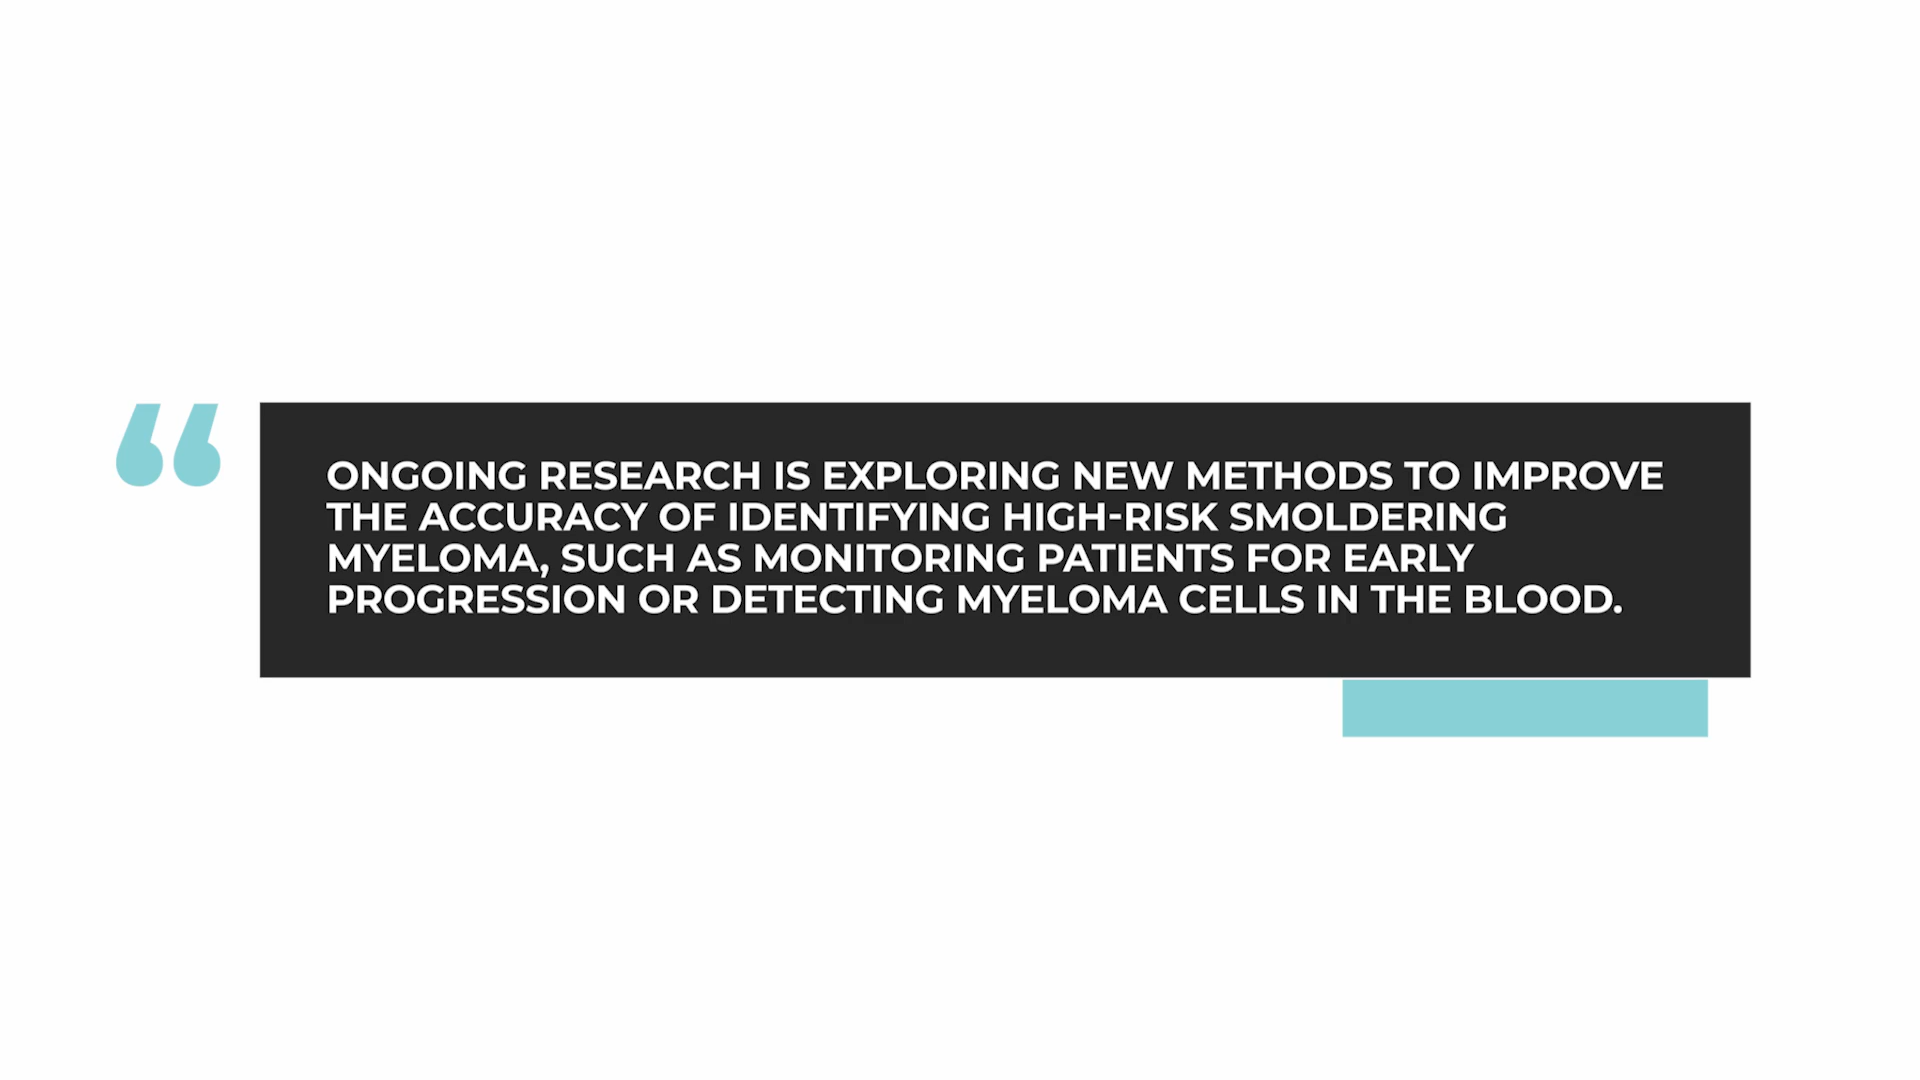 ONGOING RESEARCH IS EXPLORING NEW METHODS TO IMPROVE
THE ACCURACY OF IDENTIFYING HIGH-RISK SMOLDERING
MYELOMA, SUCH AS MONITORING PATIENTS FOR EARLY
PROGRESSION OR DETECTING MYELOMA CELLS IN THE BLOOD.